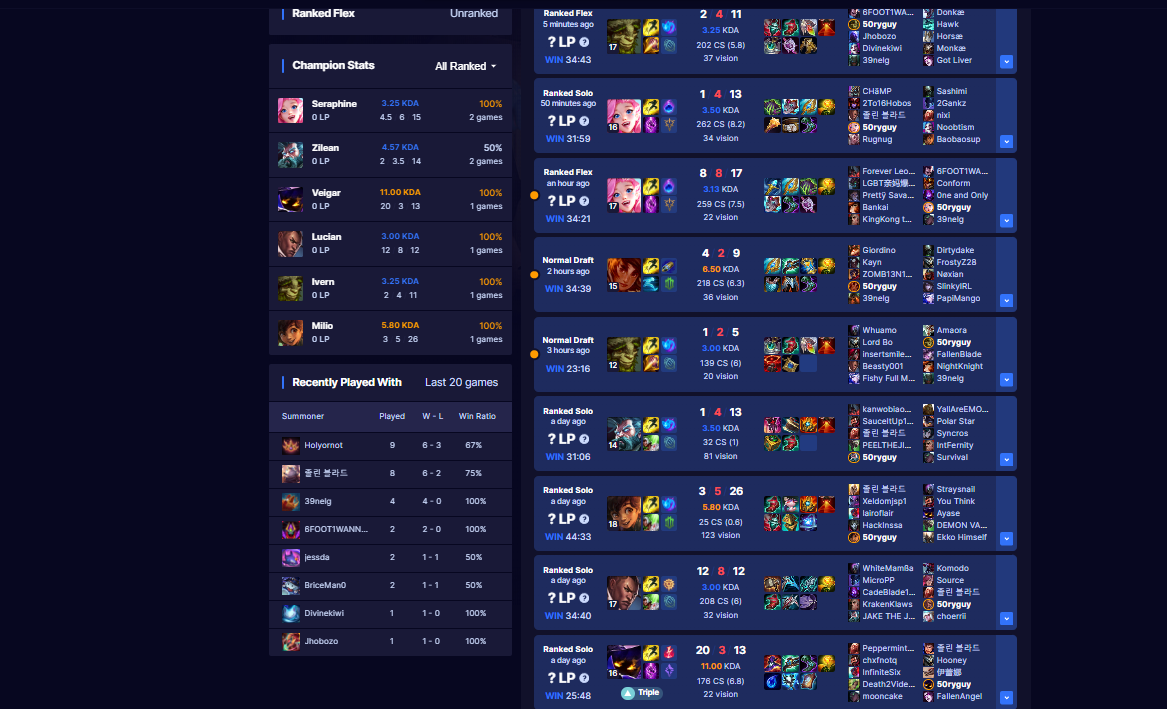 Ranked Flex Unranked
Champion Stats All Ranked
Seraphine 3.25 KDA 100%
0 LP 4.5 6 15 2 games
Zilean 4.57 KDA 50%
0 LP 2 3.5 14 2 games
Veigar 11.00 KDA 100%
0 LP 20 3 13 1 games
Lucian 3.00 KDA 100%
0 LP 12 8 12 1 games
Ivern 3.25 KDA 100%
0 LP 2 4 11 1 games
Milio 5.80 KDA 100%
0 LP 3 5 26 1 games
Recently Played With Last 20 games
Summoner Played W - L Win Ratio
Holyornot 9 6 - 3 67%
졸린 블라드 8 6 - 2 75%
39nelg 4 4 - 0 100%
6FOOT1WANN... 2 2 - 0 100%
jessda 2 1 - 1 50%
BriceMan0 2 1 - 1 50%
Divinekiwi 1 1 - 0 100%
Jhobozo 1 1 - 0 100%
Ranked Flex
5 minutes ago
? LP ?
WIN 34:43
17
2 4 11
3.25 KDA
202 CS (5.8)
37 vision
6FOOT1WA... Donkæ
50ryguy Hawk
Jhobozo Horsæ
Divinekiwi Monkæ
39nelg Got Liver
Ranked Solo
50 minutes ago
? LP ?
WIN 31:59
16
1 4 13
3.50 KDA
262 CS (8.2)
34 vision
CHãMP Sashimi
2To16Hobos 2Gankz
졸린 블라드 nixi
50ryguy Noobtism
Rugnug Baobaosup
Ranked Flex
an hour ago
? LP ?
WIN 34:21
17
8 8 17
3.13 KDA
259 CS (7.5)
22 vision
Forever Leo... 6FOOT1WA...
LGBT亲妈爆... Conform
Prettÿ Sava... 0ne and Only
Bankai 50ryguy
KingKong t... 39nelg
Normal Draft
2 hours ago
WIN 34:39
15
4 2 9
6.50 KDA
218 CS (6.3)
36 vision
Giordino Dirtydake
Kayn FrostyZ28
ZOMB13N1... Nøxian
50ryguy SlinkyIRL
39nelg PapiMango
Normal Draft
3 hours ago
WIN 23:16
12
1 2 5
3.00 KDA
139 CS (6)
20 vision
Whuamo Amaora
Lord Bo 50ryguy
insertsmile... FallenBlade
Beasty001 NightKnight
Fishy Full M... 39nelg
Ranked Solo
a day ago
? LP ?
WIN 31:06
14
1 4 13
3.50 KDA
32 CS (1)
81 vision
kanwobiao... YallAreEMO...
SauceItUp1... Polar Star
졸린 블라드 Syncros
PEELTHEJI... IntFernity
50ryguy Survival
Ranked Solo
a day ago
? LP ?
WIN 44:33
18
3 5 26
5.80 KDA
25 CS (0.6)
123 vision
졸린 블라드 Straysnail
Xeldomjsp1 You Think
lairoflair Ayase
HackInssa DEMON VA...
50ryguy Ekko Himself
Ranked Solo
a day ago
? LP ?
WIN 34:40
17
12 8 12
3.00 KDA
208 CS (6)
32 vision
WhiteMamßa Komodo
MicroPP Source
CadeBlade1... 졸린 블라드
KrakenKlaws 50ryguy
JAKE THE J... choerrii
Ranked Solo
a day ago
? LP ?
WIN 25:48
16
Triple
20 3 13
11.00 KDA
176 CS (6.8)
22 vision
Peppermint... 졸린 블라드
chxfnotq Hooney
InfiniteSix
Death2Vide... 50ryguy
mooncake FallenAngel